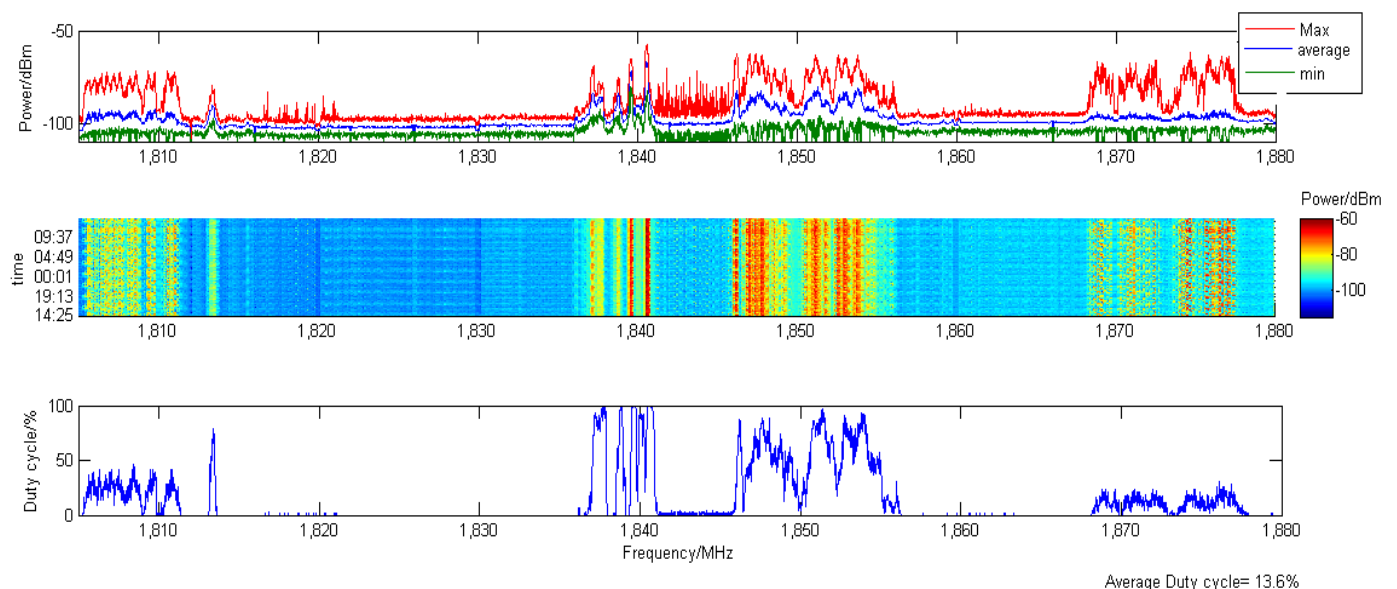 -50
-100
Power/dBm
1,810 1,820 1,830 1,840 1,850 1,860 1,870 1,880
Max
average
min
time
09:37
04:49
00:01
19:13
14:25
1,810 1,820 1,830 1,840 1,850 1,860 1,870 1,880
Power/dBm
-60
-80
-100
Duty cycle/%
100
50
0
1,810 1,820 1,830 1,840 1,850 1,860 1,870 1,880
Frequency/MHz
Average Duty cycle= 13.6%